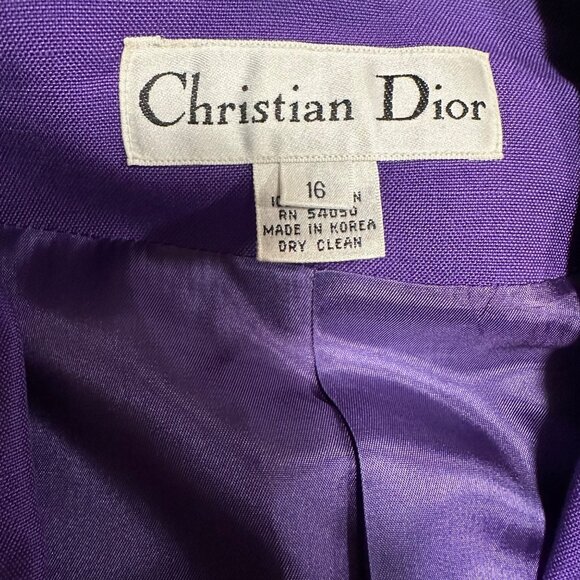 Christian Dior
16
RN 54050
MADE IN KOREA
DRY CLEAN